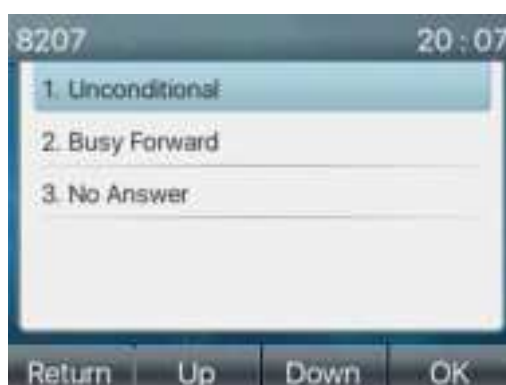 8207 20:07
1. Unconditional
2. Busy Forward
3. No Answer
Return Up Down OK